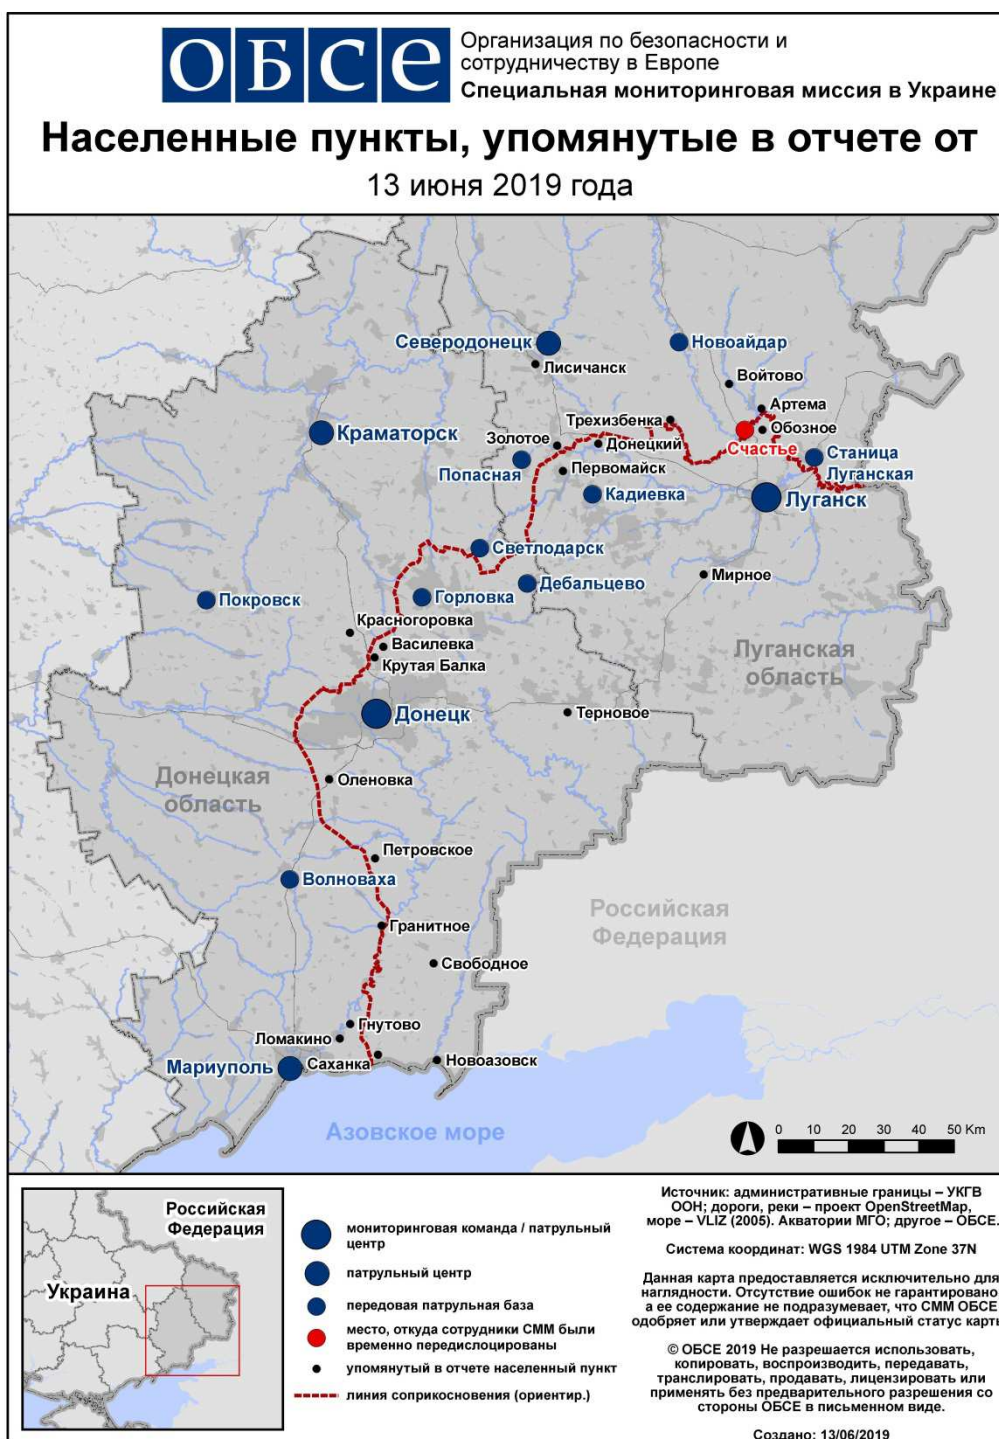 ОБСЕ
Организация по безопасности и
сотрудничеству в Европе
Специальная мониторинговая миссия в Украине
Населенные пункты, упомянутые в отчете от
13 июня 2019 года
Северодонецк
Новоайдар
Лисичанск
Войтово
Артема
Трехизбенка
Обозное
Краматорск
Золотое
Донецкий
Счастье
Станица
Луганская
Попасная
Первомайск
Кадиевка
Луганск
Светлодарск
Дебальцево
Мирное
Покровск
Горловка
Красногоровка
Василевка
Крутая Балка
Луганская
область
Донецк
Терновое
Донецкая
область
Оленовка
Петровское
Волноваха
Российская
Федерация
Гранитное
Свободное
Гнутово
Ломакино
Мариуполь
Саханка
Новоазовск
Азовское море
0 10 20 30 40 50 Km
Российская
Федерация
Украина
мониторинговая команда / патрульный
центр
патрульный центр
передовая патрульная база
место, откуда сотрудники СММ были
временно передислоцированы
упомянутый в отчете населенный пункт
линия соприкосновения (ориентир.)
Источник: административные границы – УКГВ
ООН; дороги, реки – проект OpenStreetMap,
море – VLIZ (2005). Акватории МГО; другое – ОБСЕ.
Система координат: WGS 1984 UTM Zone 37N
Данная карта предоставляется исключительно для
наглядности. Отсутствие ошибок не гарантировано
а ее содержание не подразумевает, что СММ ОБСЕ
одобряет или утверждает официальный статус карты
© ОБСЕ 2019 Не разрешается использовать,
копировать, воспроизводить, передавать,
транслировать, продавать, лицензировать или
применять без предварительного разрешения со
стороны ОБСЕ в письменном виде.
Создано: 13/06/2019